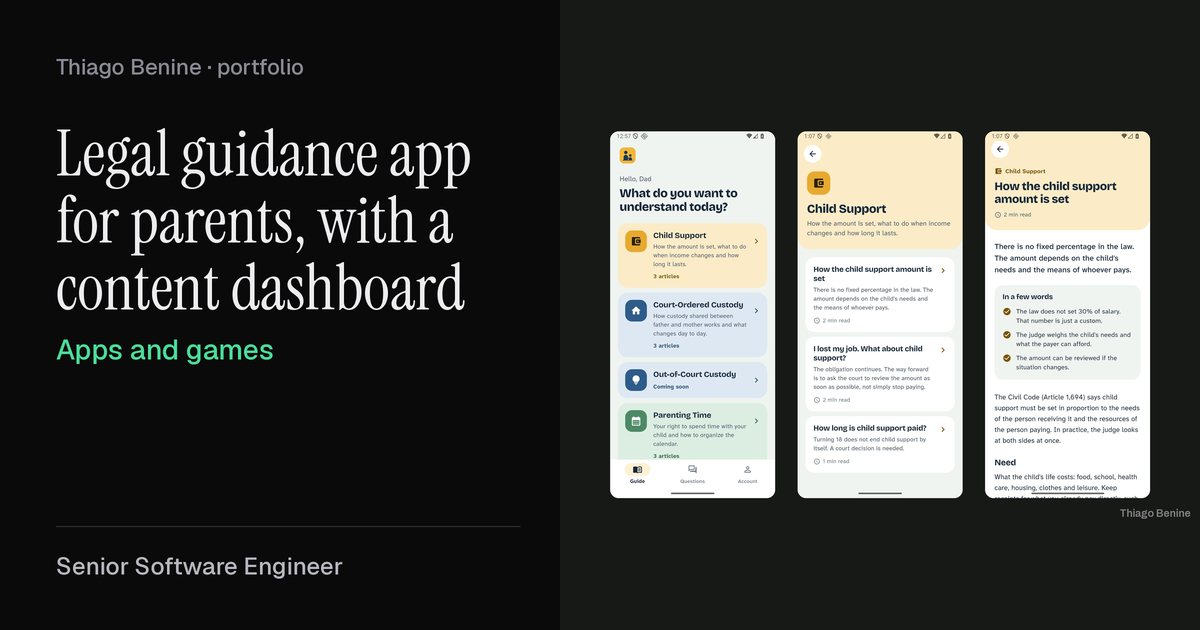 Thiago Benine · portfolio
Legal guidance app
for parents, with a
content dashboard
Apps and games
Senior Software Engineer
12:57
Hello, Dad
What do you want to
understand today?
Child Support
How the amount is set, what to do
when income changes and how
long it lasts.
3 articles
Court-Ordered Custody
How custody shared between
father and mother works and what
changes day to day.
3 articles
Out-of-Court Custody
Coming soon
Parenting Time
Your right to spend time with your
child and how to organize the
calendar.
3 articles
Guide
Questions
Account
1:07
Child Support
How the amount is set, what to do when income
changes and how long it lasts.
How the child support amount is
set
There is no fixed percentage in the law. The
amount depends on the child's needs and
the means of whoever pays.
2 min read
I lost my job. What about child
support?
The obligation continues. The way forward
is to ask the court to review the amount as
soon as possible, not simply stop paying.
2 min read
How long is child support paid?
Turning 18 does not end child support by
itself. A court decision is needed.
1 min read
1:07
Child Support
How the child support
amount is set
2 min read
There is no fixed percentage in the law.
The amount depends on the child's
needs and the means of whoever pays.
In a few words
The law does not set 30% of salary.
That number is just a custom.
The judge weighs the child's needs and
what the payer can afford.
The amount can be reviewed if the
situation changes.
The Civil Code (Article 1,694) says child
support must be set in proportion to the needs
of the person receiving it and the resources of
the person paying. In practice, the judge looks
at both sides at once.
Need
What the child's life costs: food, school, health
care, housing, clothes and leisure. Keep
Thiago Benine